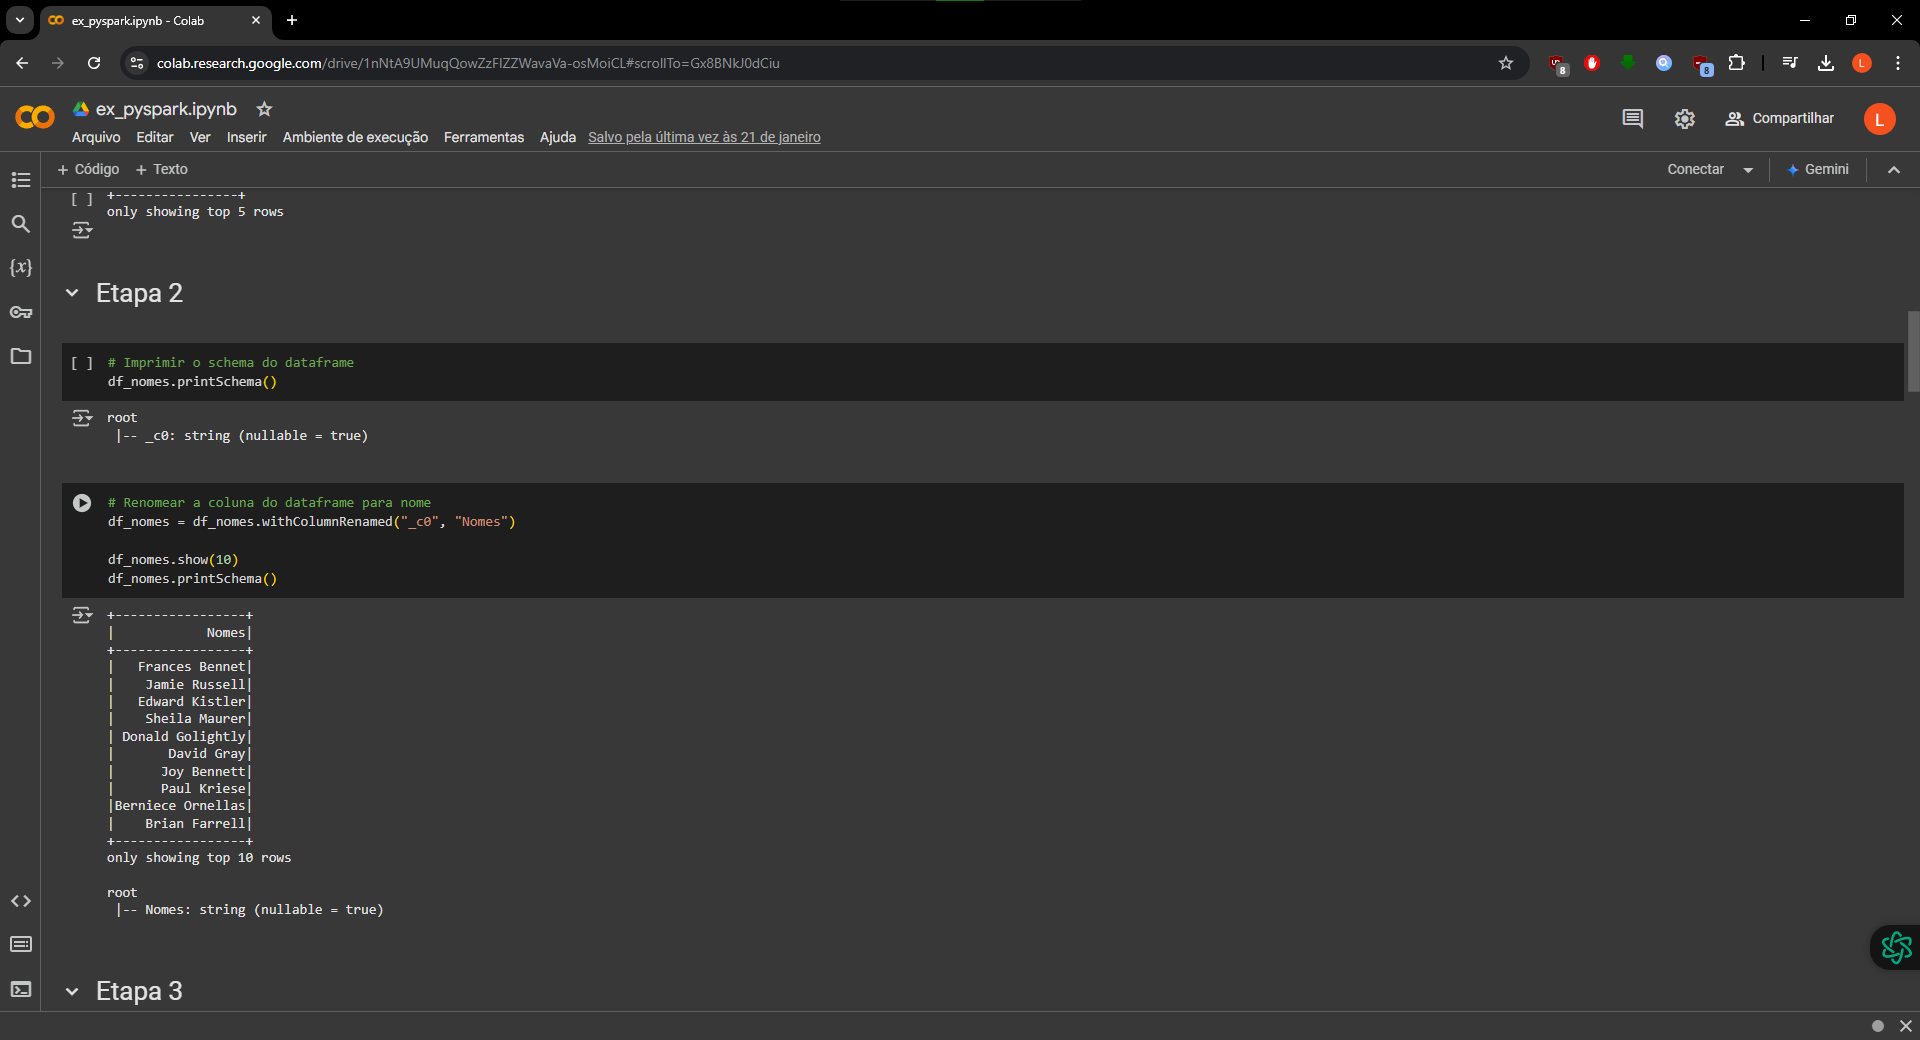 ex_pyspark.ipynb - Colab
colab.research.google.com/drive/1nNtA9UMuqQowZzFlZZWavaVa-osMoiCL#scrollTo=Gx8BNkJ0dCiu
8
8
L
ex_pyspark.ipynb
Arquivo Editar Ver Inserir Ambiente de execução Ferramentas Ajuda Salvo pela última vez às 21 de janeiro
Compartilhar
L
+ Código + Texto
Conectar
Gemini
{x}
[ ] +----------------+
only showing top 5 rows
Etapa 2
[ ] # Imprimir o schema do dataframe
df_nomes.printSchema()
root
 |-- _c0: string (nullable = true)
# Renomear a coluna do dataframe para nome
df_nomes = df_nomes.withColumnRenamed("_c0", "Nomes")
df_nomes.show(10)
df_nomes.printSchema()
+-----------------+
|            Nomes|
+-----------------+
|   Frances Bennet|
|    Jamie Russell|
|   Edward Kistler|
|    Sheila Maurer|
| Donald Golightly|
|       David Gray|
|      Joy Bennett|
|      Paul Kriese|
|Berniece Ornellas|
|    Brian Farrell|
+-----------------+
only showing top 10 rows
root
 |-- Nomes: string (nullable = true)
Etapa 3